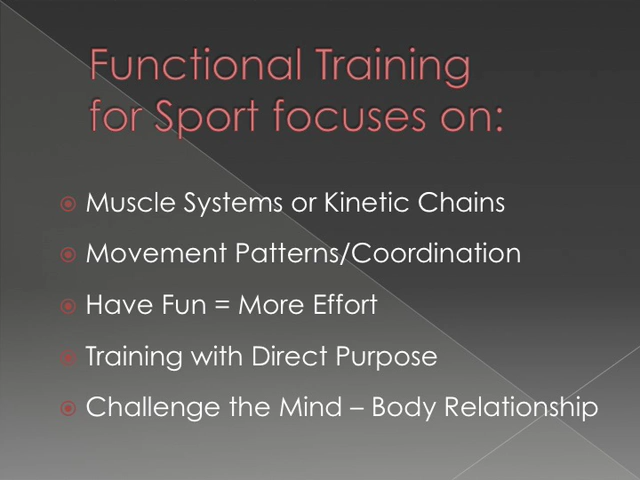 Functional Training
for Sport focuses on:
Muscle Systems or Kinetic Chains
Movement Patterns/Coordination
Have Fun = More Effort
Training with Direct Purpose
Challenge the Mind – Body Relationship